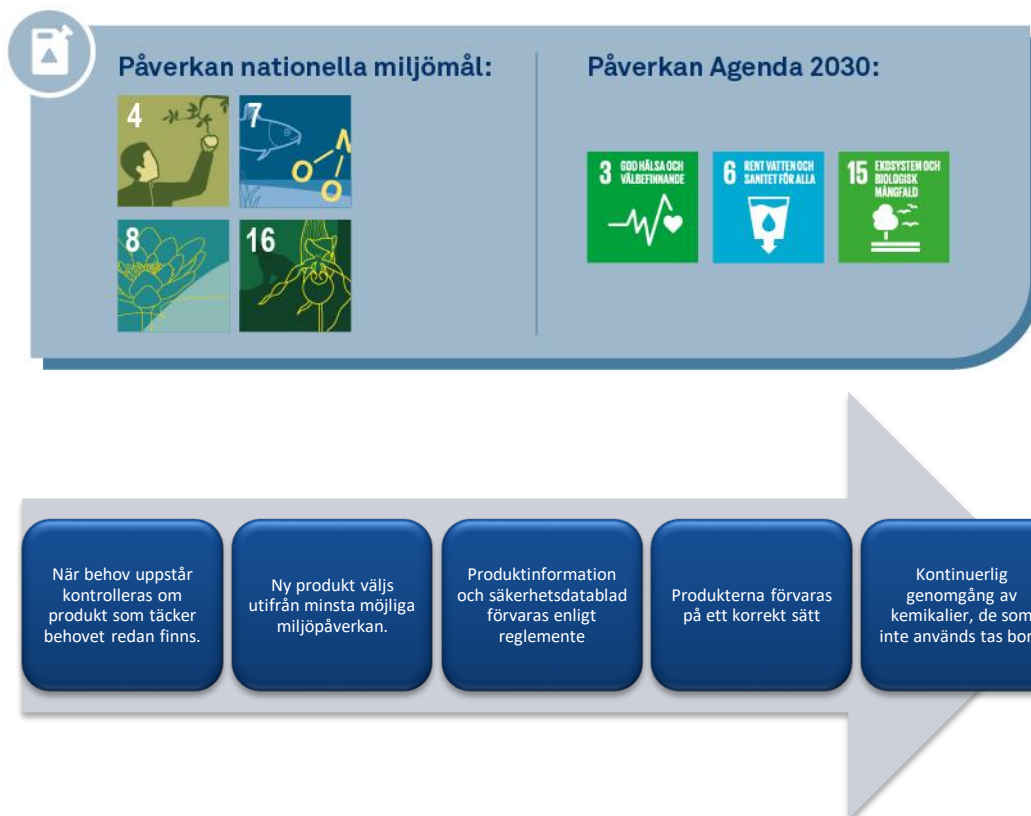 Påverkan nationella miljömål:
4
7
8
16
Påverkan Agenda 2030:
3 GOD HÄLSA OCH
VÄLBEFINNANDE
6 RENT VATTEN OCH
SANITET FÖR ALLA
15 EKOSYSTEM OCH
BIOLOGISK
MÅNGFALD
När behov uppstår
kontrolleras om
produkt som täcker
behovet redan finns.
Ny produkt väljs
utifrån minsta möjliga
miljöpåverkan.
Produktinformation
och säkerhetsdatablad
förvaras enligt
reglemente
Produkterna förvaras
på ett korrekt sätt
Kontinuerlig
genomgång av
kemikalier, de som
inte används tas bor